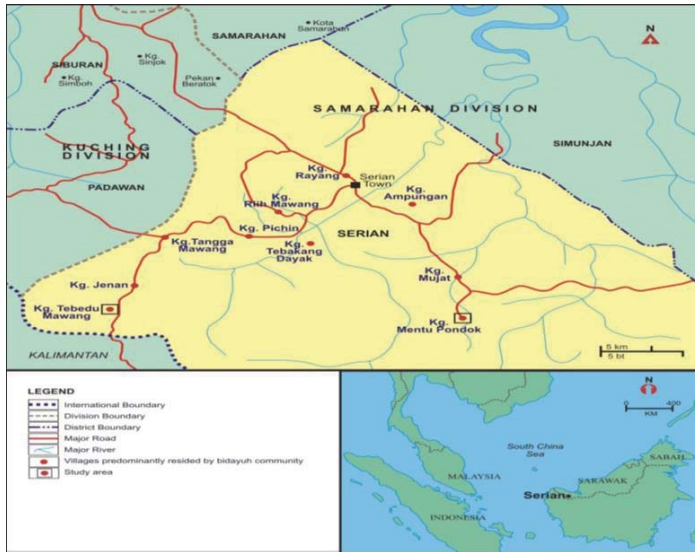 Kota
Samarahan
N
SAMARAHAN
Kg.
Sinjok
SIBURAN
Kg.
Simboh
Pekan
Beratok
SAMARAHAN DIVISION
KUCHING
DIVISION
SIMUNJAN
Kg.
Rayang
Serian
Town
PADAWAN
Kg.
Ampungan
Kg.
Riih Mawang
Kg. Pichin
SERIAN
Kg.Tangga
Mawang
Kg.
Tebakang
Dayak
Kg.
Mujat
Kg. Jenan
Kg. Tebedu
Mawang
Kg.
Mentu Pondok
KALIMANTAN
5 km
5 bt
LEGEND
International Boundary
Division Boundary
District Boundary
Major Road
Major River
Villages predominantly resided by bidayuh community
Study area
N
0 400
KM
South China
Sea
MALAYSIA
SABAH
SARAWAK
Serian
INDONESIA